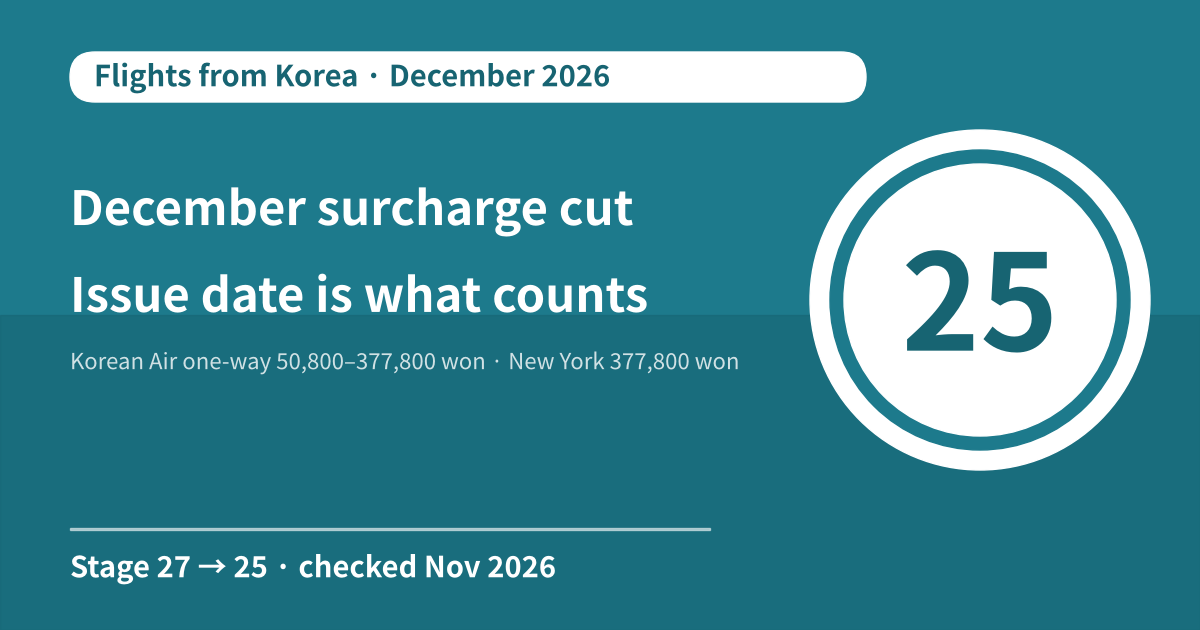 Flights from Korea · December 2026
December surcharge cut
Issue date is what counts
Korean Air one-way 50,800–377,800 won · New York 377,800 won
25
Stage 27 → 25 · checked Nov 2026